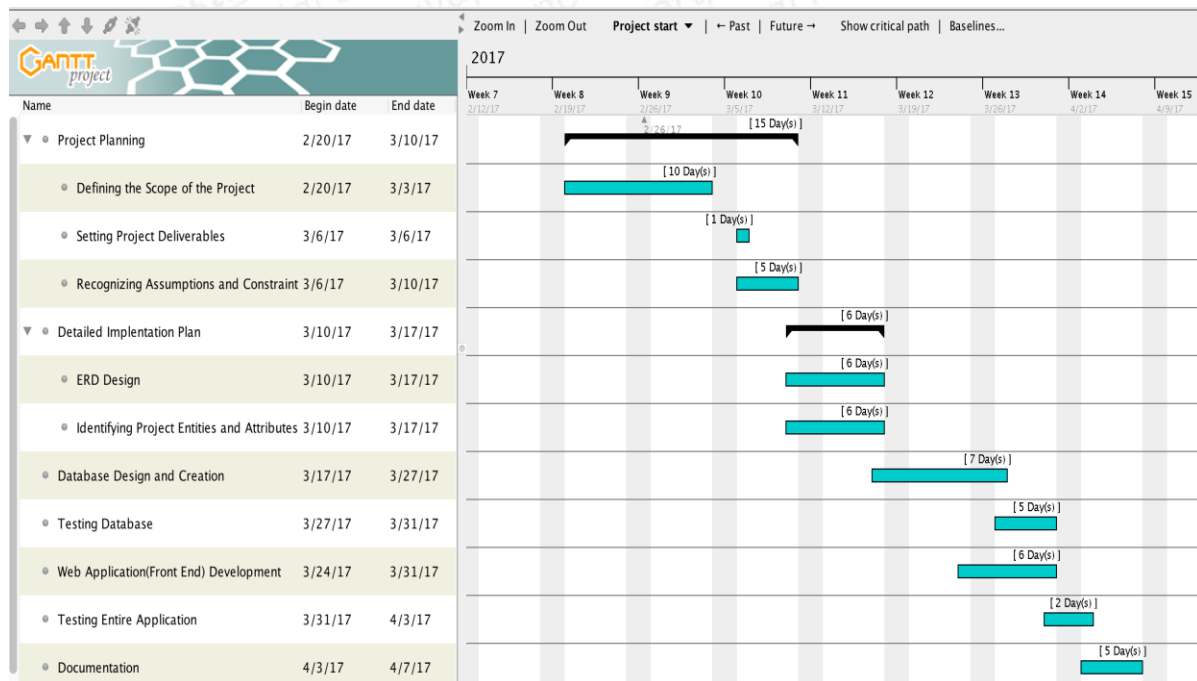 Zoom In | Zoom Out Project start ▼ | ← Past | Future → Show critical path | Baselines...
GANTT
project
2017
Week 7 Week 8 Week 9 Week 10 Week 11 Week 12 Week 13 Week 14 Week 15
2/12/17 2/19/17 2/26/17 3/5/17 3/12/17 3/19/17 3/26/17 4/2/17 4/9/17
Name Begin date End date
2/26/17
Project Planning 2/20/17 3/10/17 [ 15 Day(s) ]
Defining the Scope of the Project 2/20/17 3/3/17 [ 10 Day(s) ]
Setting Project Deliverables 3/6/17 3/6/17 [ 1 Day(s) ]
Recognizing Assumptions and Constraint 3/6/17 3/10/17 [ 5 Day(s) ]
Detailed Implentation Plan 3/10/17 3/17/17 [ 6 Day(s) ]
ERD Design 3/10/17 3/17/17 [ 6 Day(s) ]
Identifying Project Entities and Attributes 3/10/17 3/17/17 [ 6 Day(s) ]
Database Design and Creation 3/17/17 3/27/17 [ 7 Day(s) ]
Testing Database 3/27/17 3/31/17 [ 5 Day(s) ]
Web Application(Front End) Development 3/24/17 3/31/17 [ 6 Day(s) ]
Testing Entire Application 3/31/17 4/3/17 [ 2 Day(s) ]
Documentation 4/3/17 4/7/17 [ 5 Day(s) ]